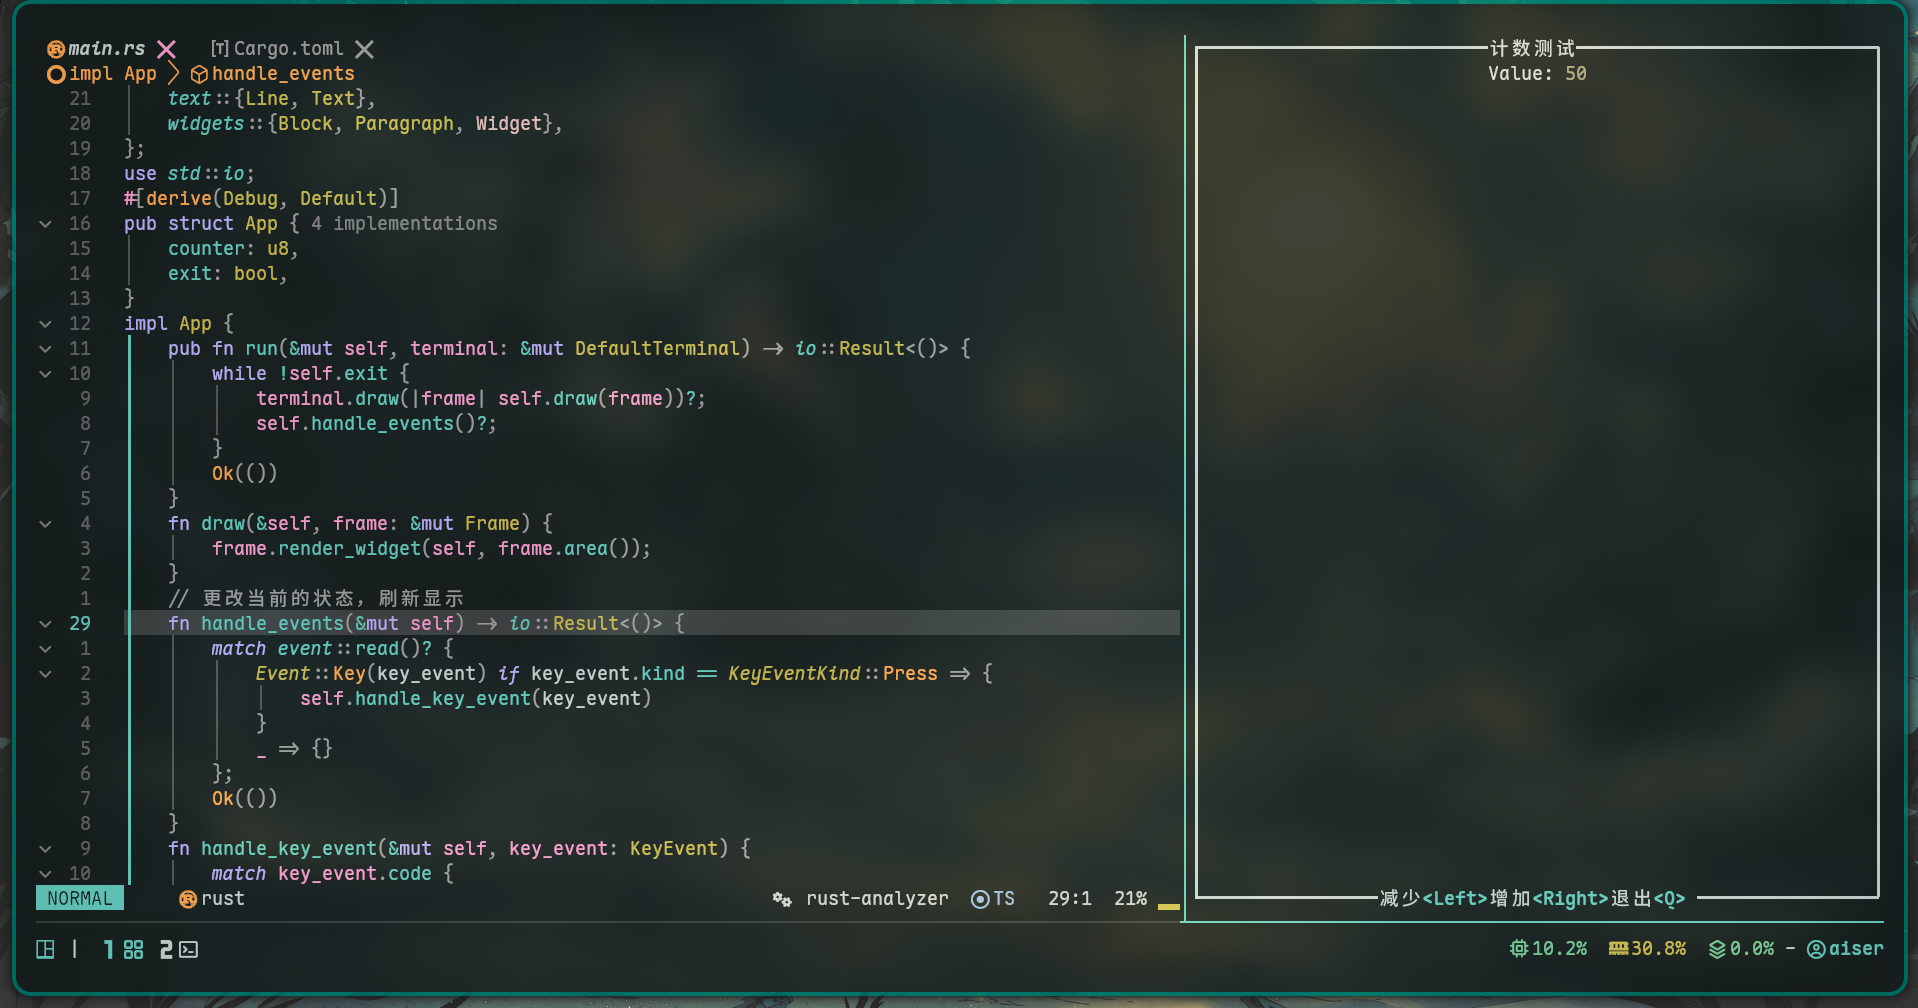 main.rs Cargo.toml
impl App handle_events
21 text::{Line, Text},
20 widgets::{Block, Paragraph, Widget},
19 };
18 use std::io;
17 #[derive(Debug, Default)]
16 pub struct App { 4 implementations
15 counter: u8,
14 exit: bool,
13 }
12 impl App {
11 pub fn run(&mut self, terminal: &mut DefaultTerminal) -> io::Result<()> {
10 while !self.exit {
9 terminal.draw(|frame| self.draw(frame))?;
8 self.handle_events()?;
7 }
6 Ok(())
5 }
4 fn draw(&self, frame: &mut Frame) {
3 frame.render_widget(self, frame.area());
2 }
1 // 更改当前的状态，刷新显示
29 fn handle_events(&mut self) -> io::Result<()> {
1 match event::read()? {
2 Event::Key(key_event) if key_event.kind == KeyEventKind::Press => {
3 self.handle_key_event(key_event)
4 }
5 _ => {}
6 };
7 Ok(())
8 }
9 fn handle_key_event(&mut self, key_event: KeyEvent) {
10 match key_event.code {
NORMAL rust rust-analyzer TS 29:1 21%
计数测试
Value: 50
减少<Left>增加<Right>退出<Q>
| 1 2 10.2% 30.8% 0.0% - aiser